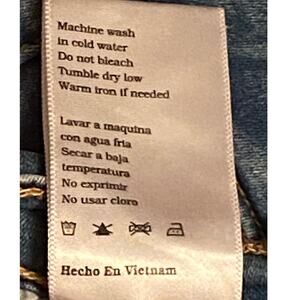 Machine wash
in cold water
Do not bleach
Tumble dry low
Warm iron if needed
Lavar a maquina
con agua fria
Secar a baja
temperatura
No exprimir
No usar cloro
Hecho En Vietnam